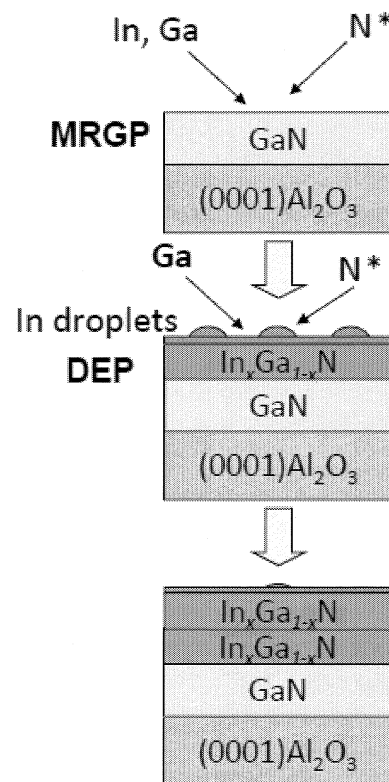 In, Ga N*
MRGP
GaN
(0001)Al₂O₃
Ga N*
In droplets
DEP
InₓGa₁₋ₓN
GaN
(0001)Al₂O₃
InₓGa₁₋ₓN
InₓGa₁₋ₓN
GaN
(0001)Al₂O₃